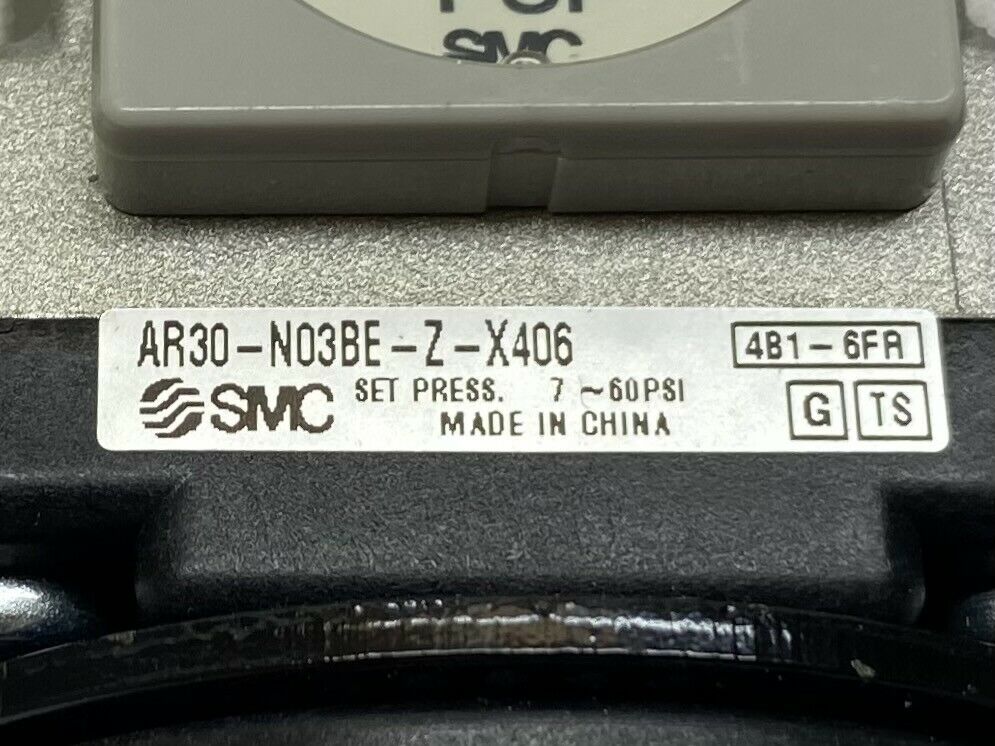 SMC
AR30-N03BE-Z-X406
4B1-6FA
SMC
SET PRESS. 7~60PSI
MADE IN CHINA
G TS